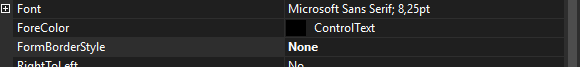 Font Microsoft Sans Serif; 8,25pt
ForeColor ControlText
FormBorderStyle None
RightToLeft No